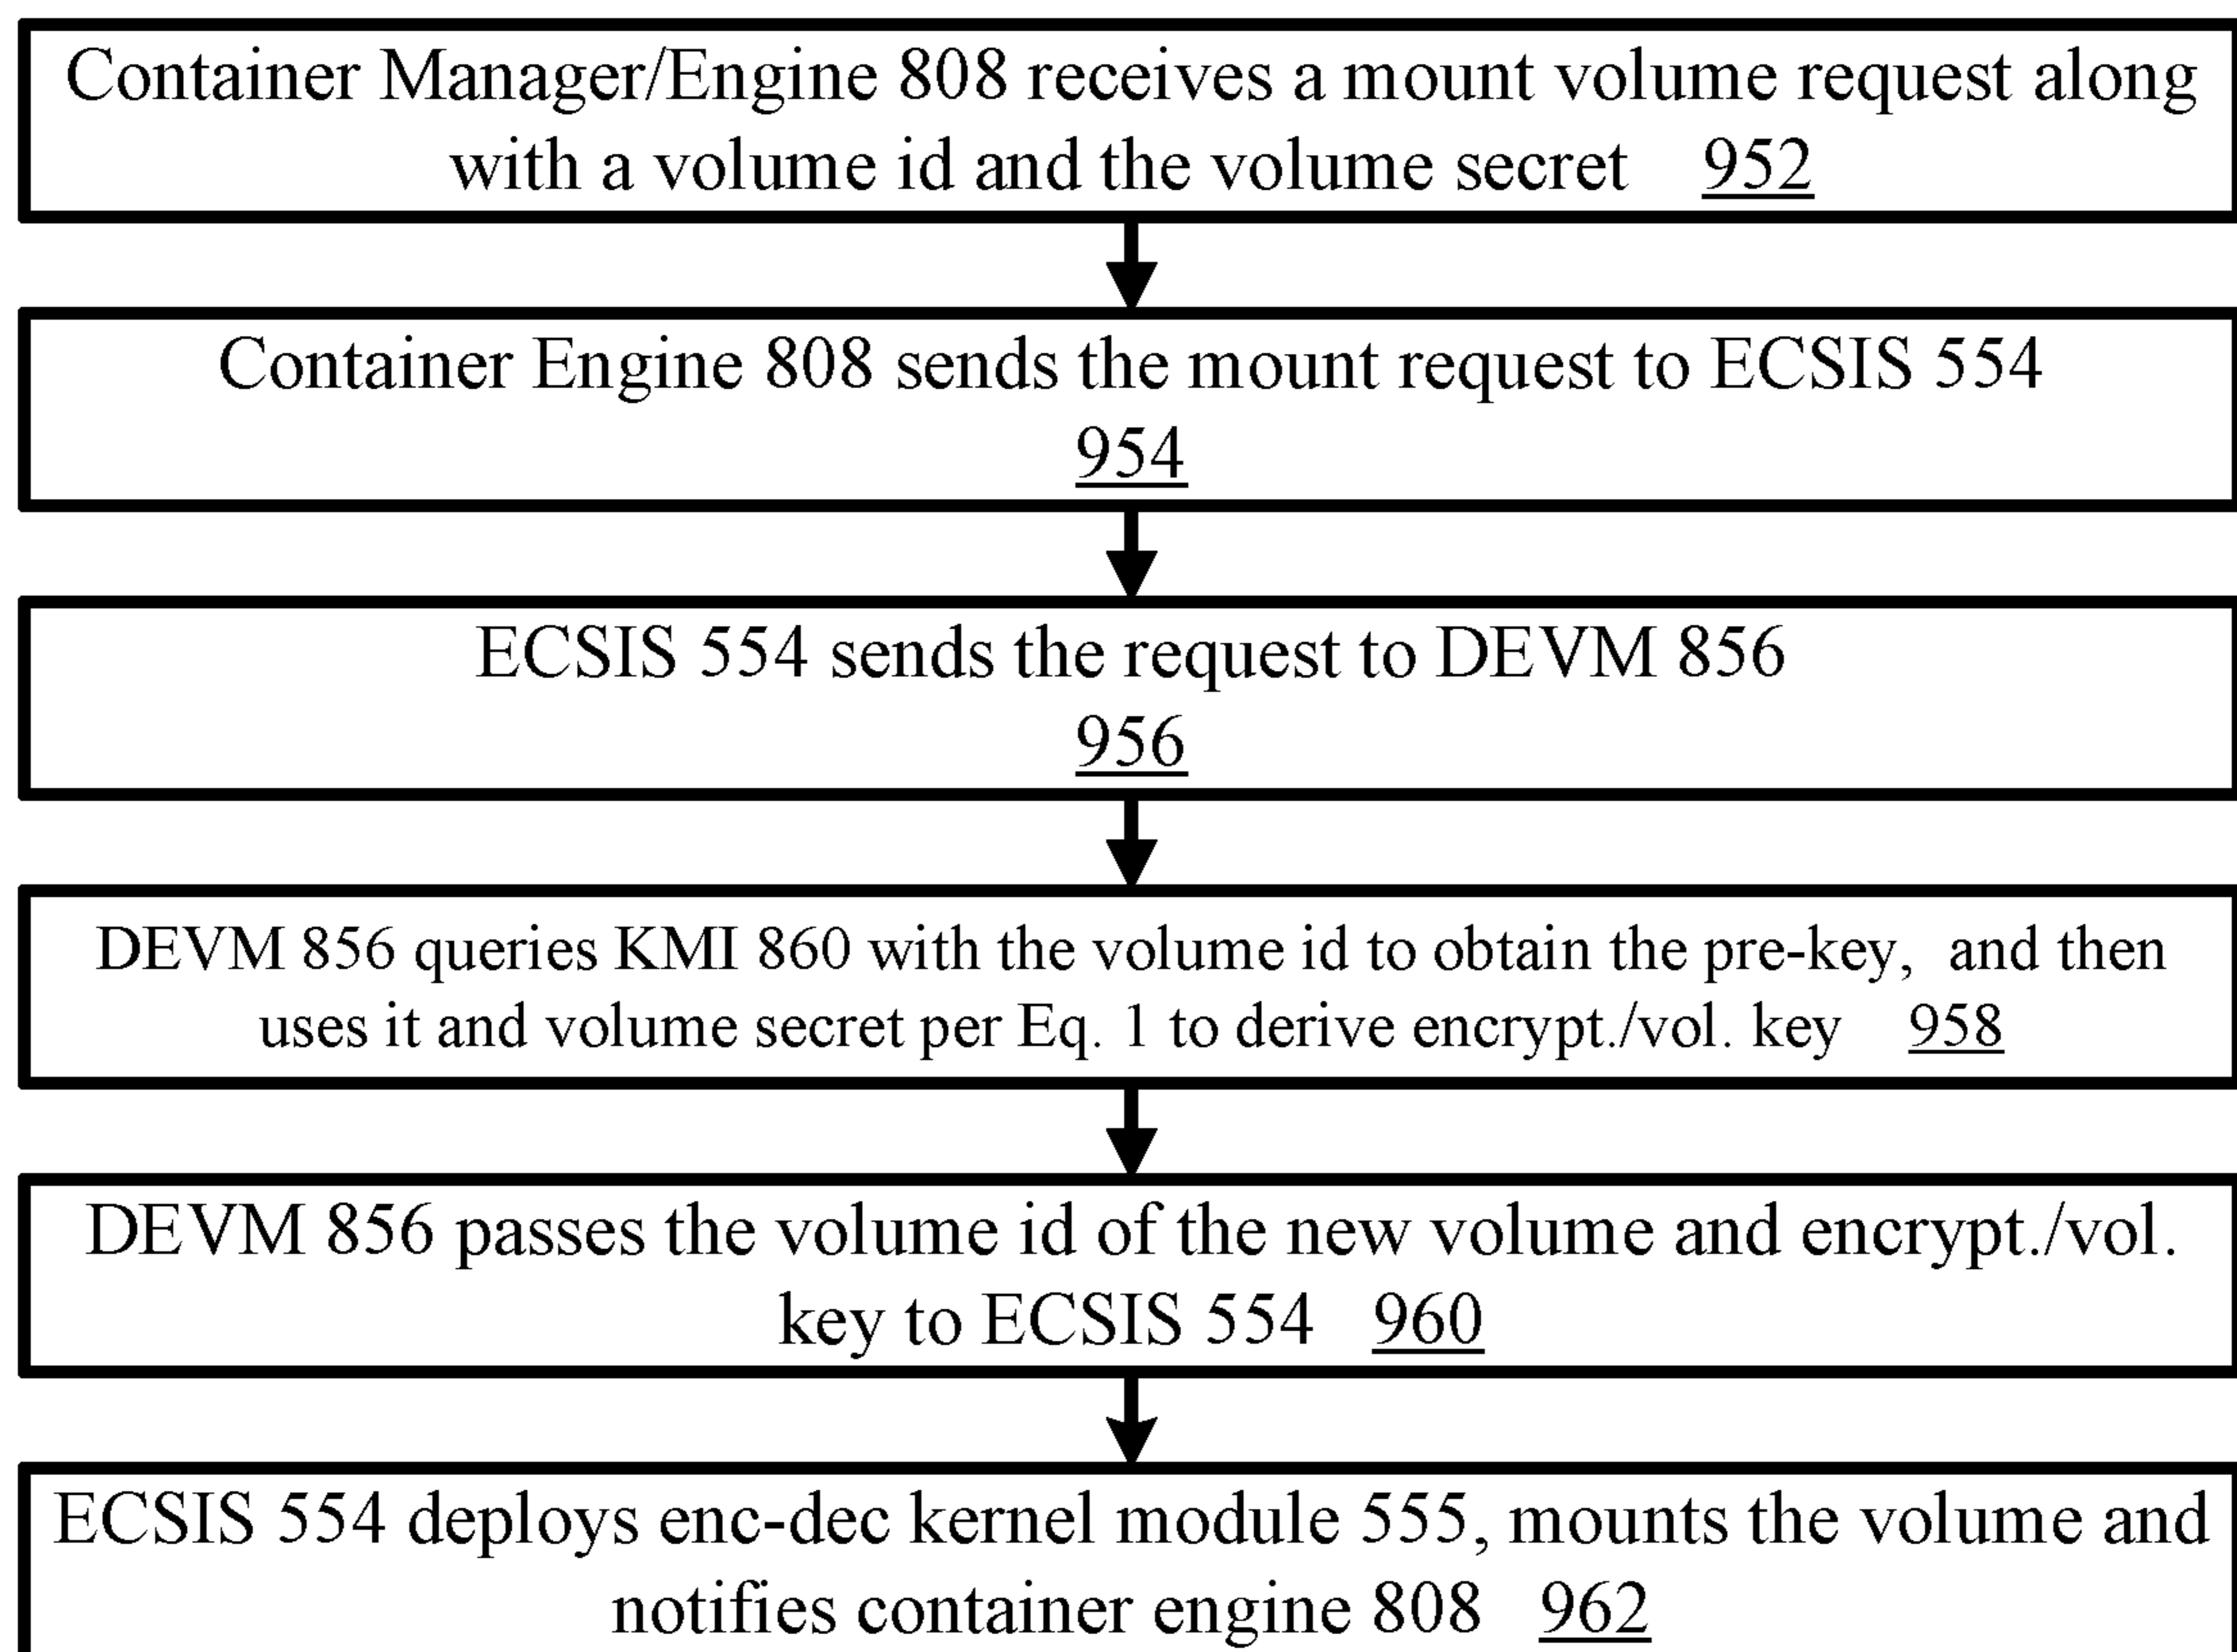 Container Manager/Engine 808 receives a mount volume request along
with a volume id and the volume secret 952
Container Engine 808 sends the mount request to ECSIS 554
954
ECSIS 554 sends the request to DEVM 856
956
DEVM 856 queries KMI 860 with the volume id to obtain the pre-key, and then
uses it and volume secret per Eq. 1 to derive encrypt./vol. key 958
DEVM 856 passes the volume id of the new volume and encrypt./vol.
key to ECSIS 554 960
ECSIS 554 deploys enc-dec kernel module 555, mounts the volume and
notifies container engine 808 962